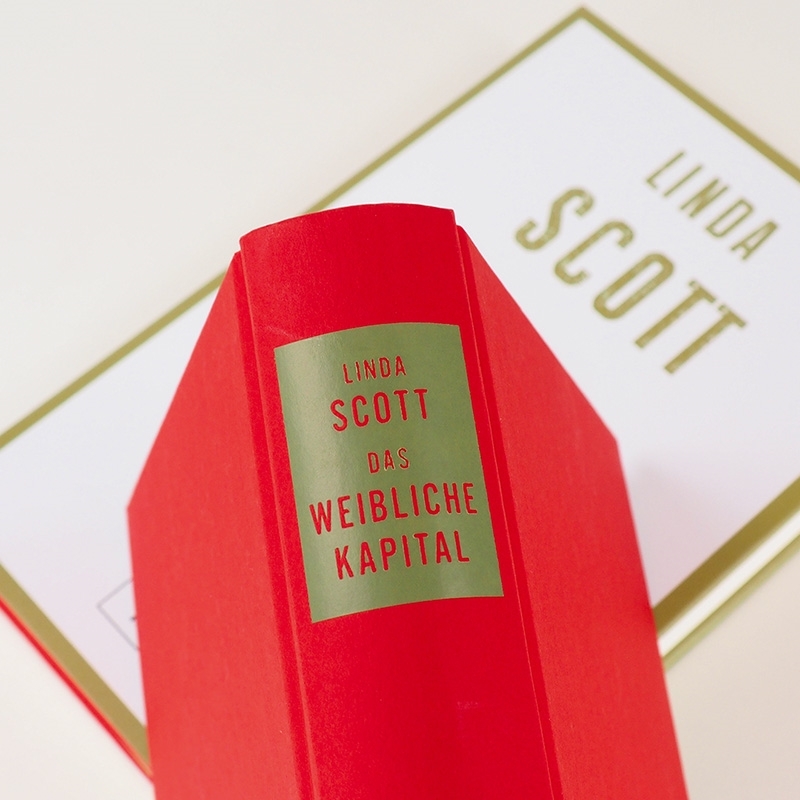 LINDA
SCOTT
LINDA
SCOTT
DAS
WEIBLICHE
KAPITAL